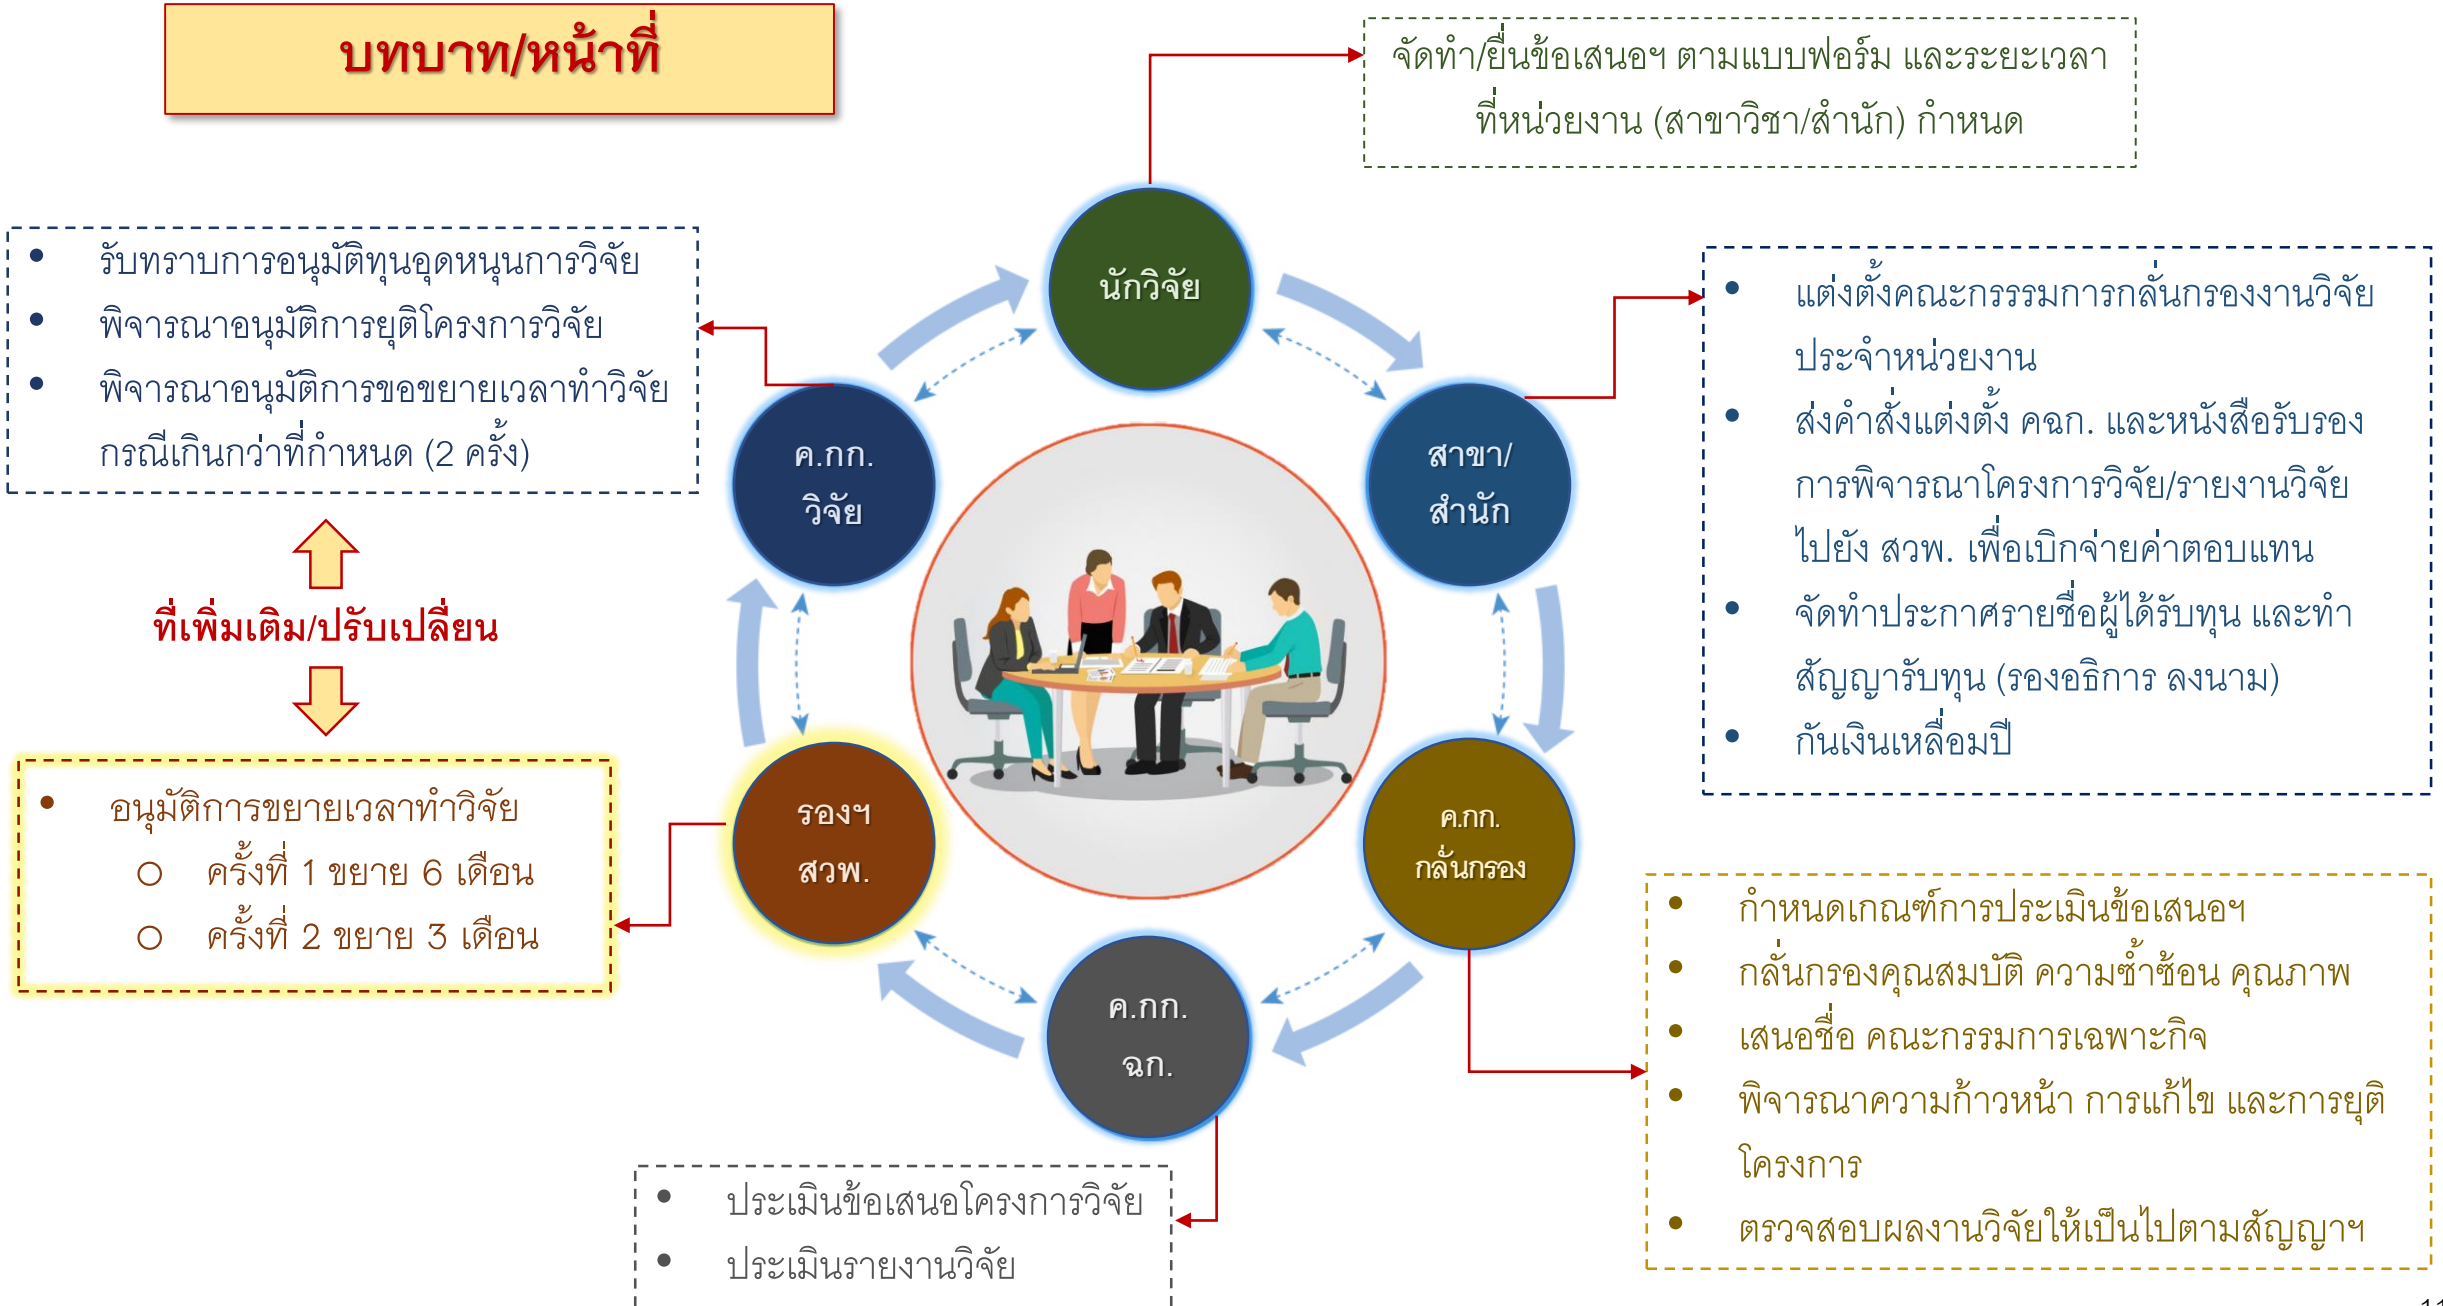 บทบาท/หน้าที่
จัดทำ/ยื่นข้อเสนอฯ ตามแบบฟอร์ม และระยะเวลา
ที่หน่วยงาน (สาขาวิชา/สำนัก) กำหนด
นักวิจัย
• รับทราบการอนุมัติทุนอุดหนุนการวิจัย
• พิจารณาอนุมัติการยุติโครงการวิจัย
• พิจารณาอนุมัติการขอขยายเวลาทำวิจัย
กรณีเกินกว่าที่กำหนด (2 ครั้ง)
ค.กก.
วิจัย
สาขา/
สำนัก
• แต่งตั้งคณะกรรรมการกลั่นกรองงานวิจัย
ประจำหน่วยงาน
• ส่งคำสั่งแต่งตั้ง คฉก. และหนังสือรับรอง
การพิจารณาโครงการวิจัย/รายงานวิจัย
ไปยัง สวพ. เพื่อเบิกจ่ายค่าตอบแทน
• จัดทำประกาศรายชื่อผู้ได้รับทุน และทำ
สัญญารับทุน (รองอธิการ ลงนาม)
• กันเงินเหลื่อมปี
ที่เพิ่มเติม/ปรับเปลี่ยน
• อนุมัติการขยายเวลาทำวิจัย
o ครั้งที่ 1 ขยาย 6 เดือน
o ครั้งที่ 2 ขยาย 3 เดือน
รองฯ
สวพ.
ค.กก.
กลั่นกรอง
ค.กก.
ฉก.
• กำหนดเกณฑ์การประเมินข้อเสนอฯ
• กลั่นกรองคุณสมบัติ ความซ้ำซ้อน คุณภาพ
• เสนอชื่อ คณะกรรมการเฉพาะกิจ
• พิจารณาความก้าวหน้า การแก้ไข และการยุติ
โครงการ
• ตรวจสอบผลงานวิจัยให้เป็นไปตามสัญญาฯ
• ประเมินข้อเสนอโครงการวิจัย
• ประเมินรายงานวิจัย